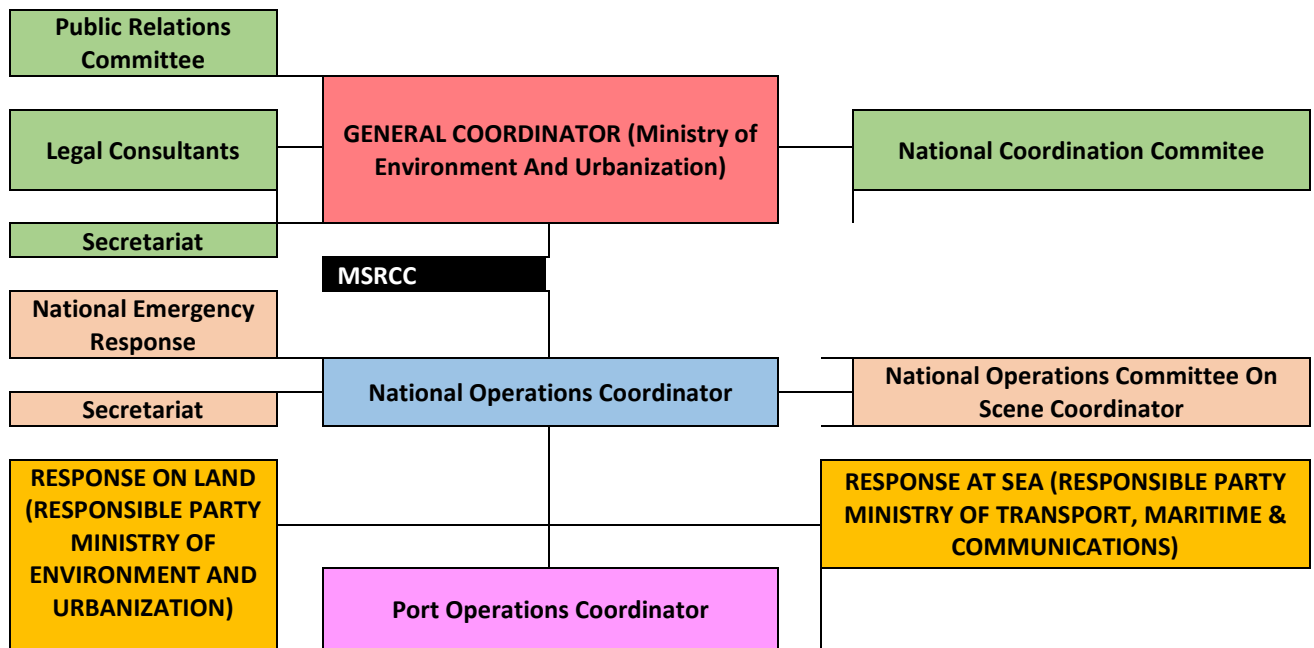 Public Relations
Committee
GENERAL COORDINATOR (Ministry of
Environment And Urbanization)
Legal Consultants
National Coordination Commitee
Secretariat
MSRCC
National Emergency
Response
National Operations Coordinator
National Operations Committee On
Scene Coordinator
Secretariat
RESPONSE ON LAND
(RESPONSIBLE PARTY
MINISTRY OF
ENVIRONMENT AND
URBANIZATION)
RESPONSE AT SEA (RESPONSIBLE PARTY
MINISTRY OF TRANSPORT, MARITIME &
COMMUNICATIONS)
Port Operations Coordinator